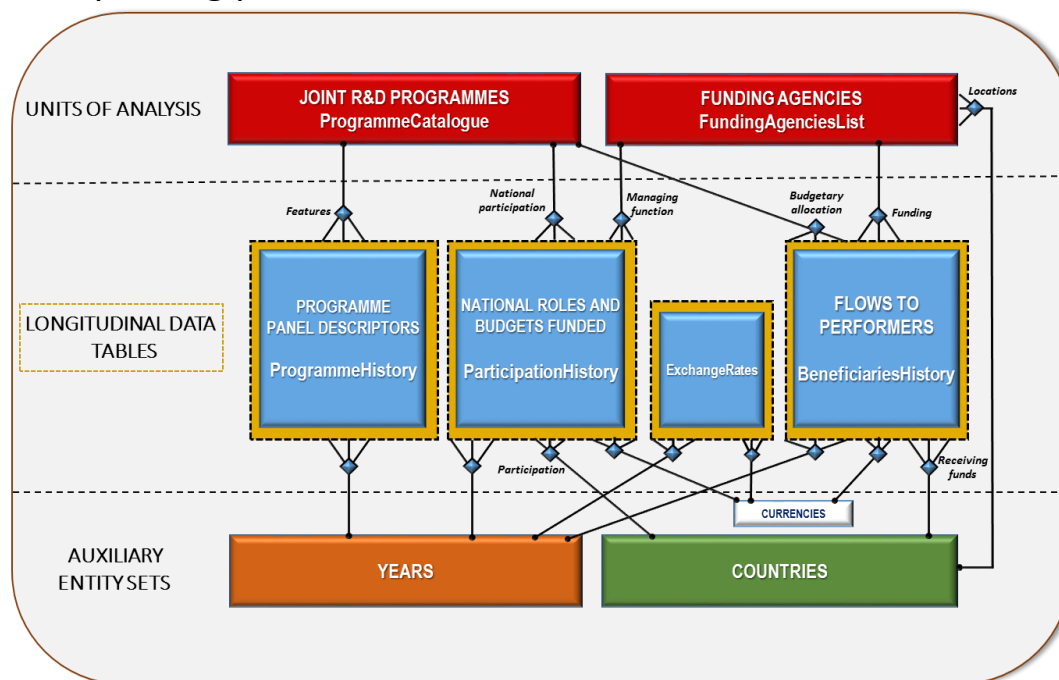 UNITS OF ANALYSIS
JOINT R&D PROGRAMMES
ProgrammeCatalogue
FUNDING AGENCIES
FundingAgenciesList
Locations
Features
National
participation
Managing
function
Budgetary
allocation
Funding
LONGITUDINAL DATA
TABLES
PROGRAMME
PANEL DESCRIPTORS
ProgrammeHistory
NATIONAL ROLES AND
BUDGETS FUNDED
ParticipationHistory
ExchangeRates
FLOWS TO
PERFORMERS
BeneficiariesHistory
Participation
Receiving
funds
CURRENCIES
AUXILIARY
ENTITY SETS
YEARS
COUNTRIES